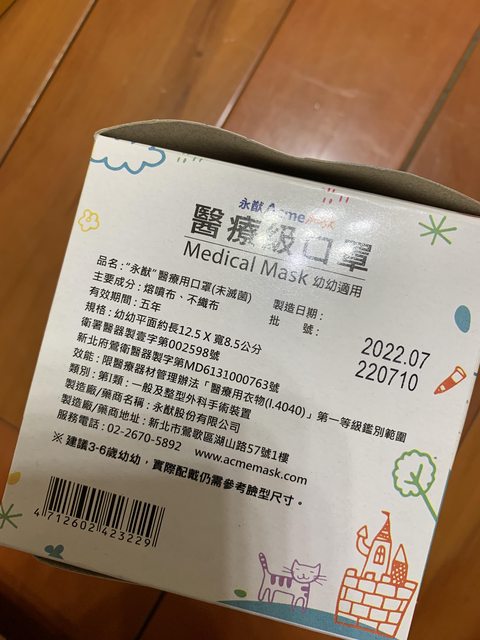 永猷 Acme
醫療級口罩
Medical Mask 幼幼適用
品名：“永猷”醫療用口罩(未滅菌)
製造日期：
2022.07
主要成分：熔噴布、不織布
批　　號：
220710
有效期間：五年
規格：幼幼平面約長12.5 X 寬8.5公分
衛署醫器製壹字第002598號
新北府鶯衛醫器製字第MD6131000763號
效能：限醫療器材管理辦法「醫療用衣物(I.4040)」第一等級鑑別範圍
類別：第I類：一般及整型外科手術裝置
製造廠/藥商名稱：永猷股份有限公司
製造廠/藥商地址：新北市鶯歌區湖山路57號1樓
服務電話：02-2670-5892　www.acmemask.com
※ 建議3-6歲幼幼，實際配戴仍需參考臉型尺寸。
4 712602 423229